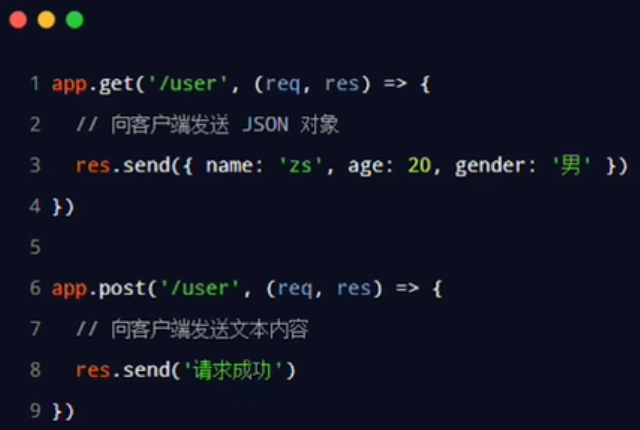 1 app.get('/user', (req, res) => {
2 // 向客户端发送 JSON 对象
3 res.send({ name: 'zs', age: 20, gender: '男' })
4 })
5
6 app.post('/user', (req, res) => {
7 // 向客户端发送文本内容
8 res.send('请求成功')
9 })